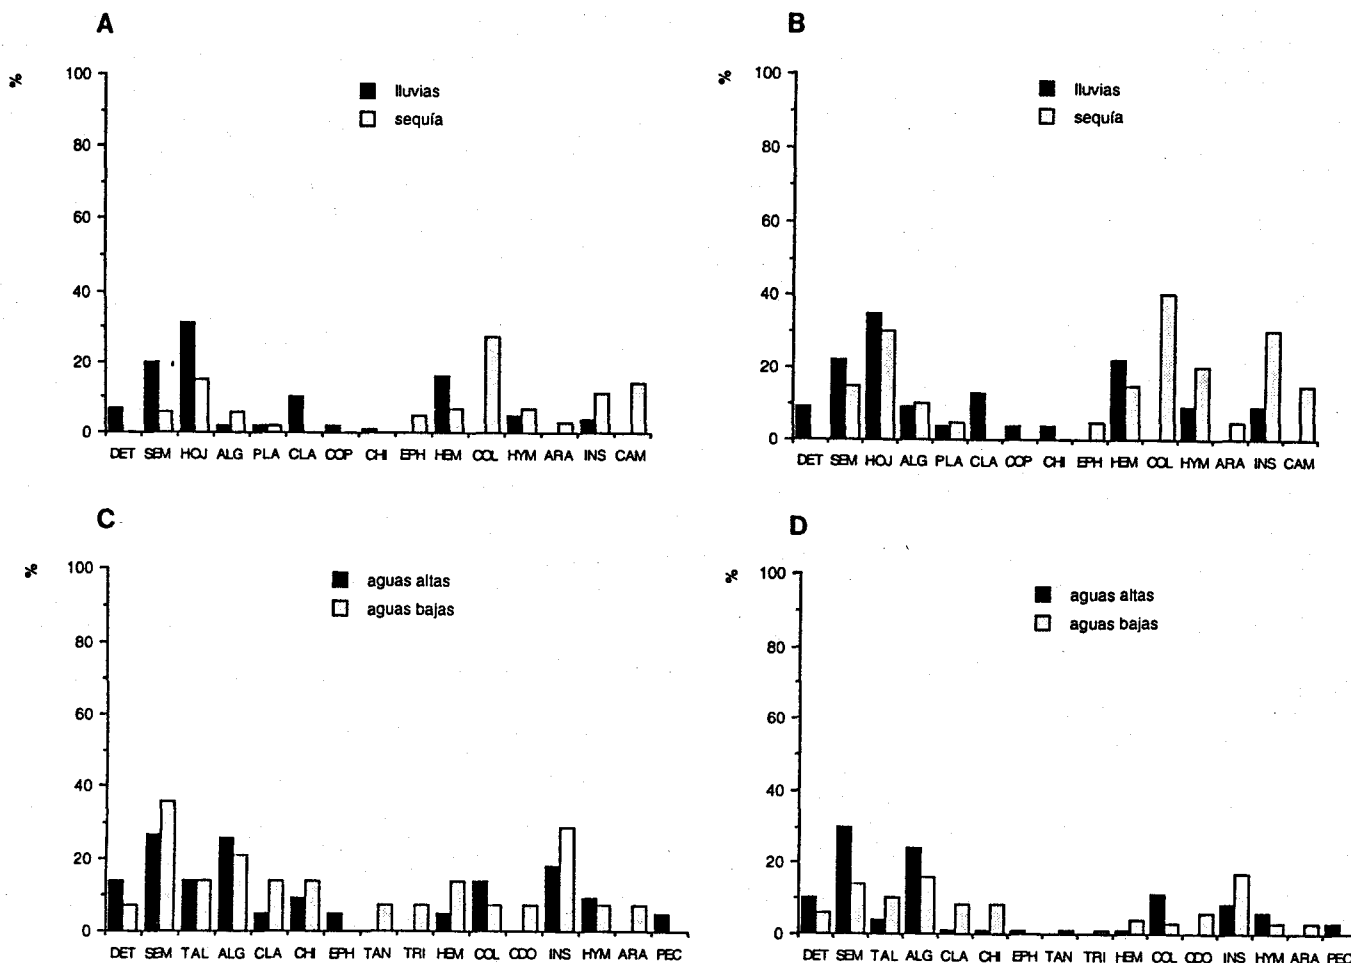 A
%
100
80
60
40
20
0
lluvias
sequía
DET SEM HOJ ALG PLA CLA COP CHI EPH HEM COL HYM ARA INS CAM
B
%
100
80
60
40
20
0
lluvias
sequía
DET SEM HOJ ALG PLA CLA COP CHI EPH HEM COL HYM ARA INS CAM
C
%
100
80
60
40
20
0
aguas altas
aguas bajas
DET SEM TAL ALG CLA CHI EPH TAN TRI HEM COL ODO INS HYM ARA PEC
D
%
100
80
60
40
20
0
aguas altas
aguas bajas
DET SEM TAL ALG CLA CHI EPH TAN TRI HEM COL ODO INS HYM ARA PEC